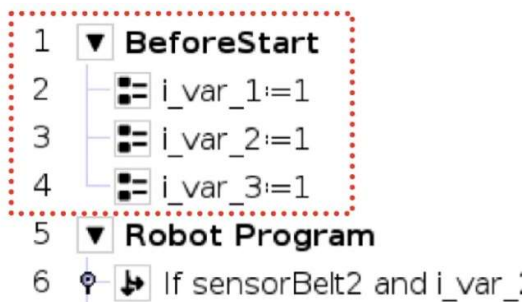 1 BeforeStart
2 i_var_1:=1
3 i_var_2:=1
4 i_var_3:=1
5 Robot Program
6 If sensorBelt2 and i_var_